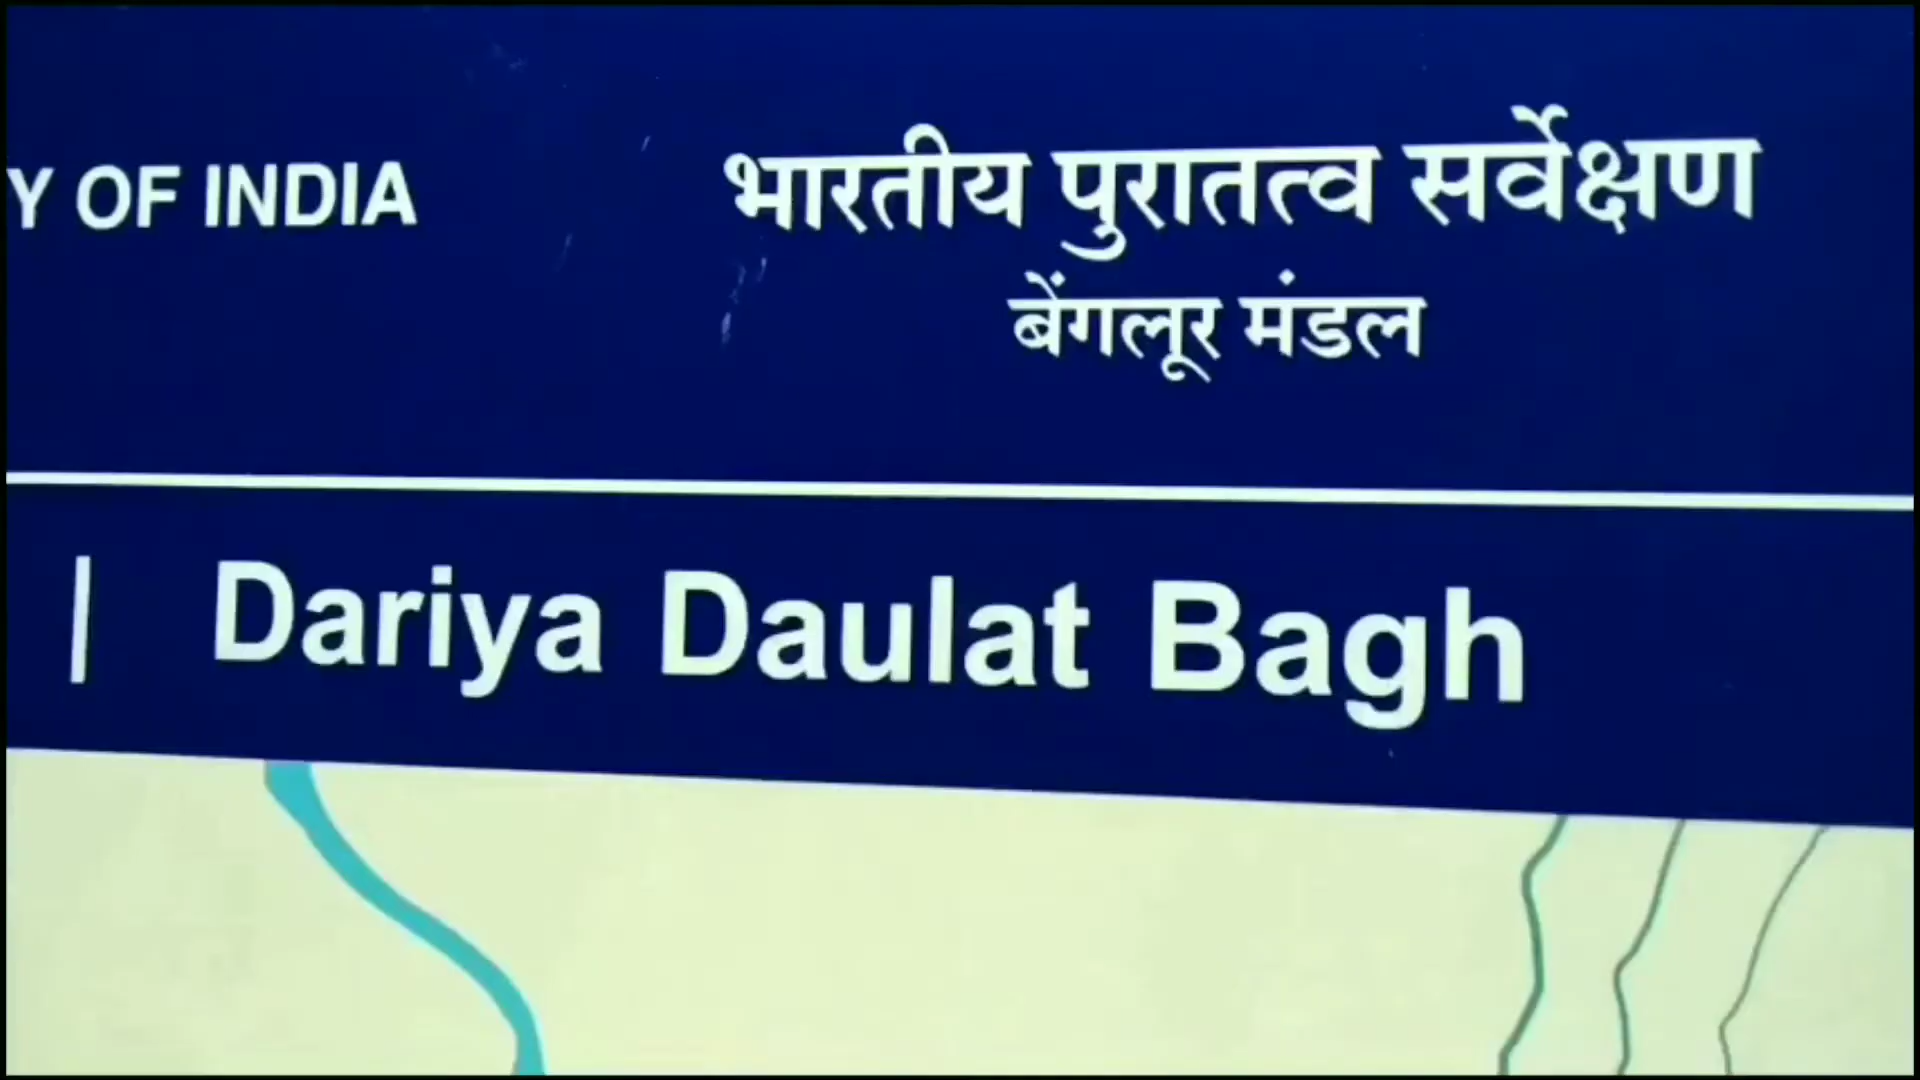 Y OF INDIA
भारतीय पुरातत्व सर्वेक्षण
बेंगलूर मंडल
| Dariya Daulat Bagh